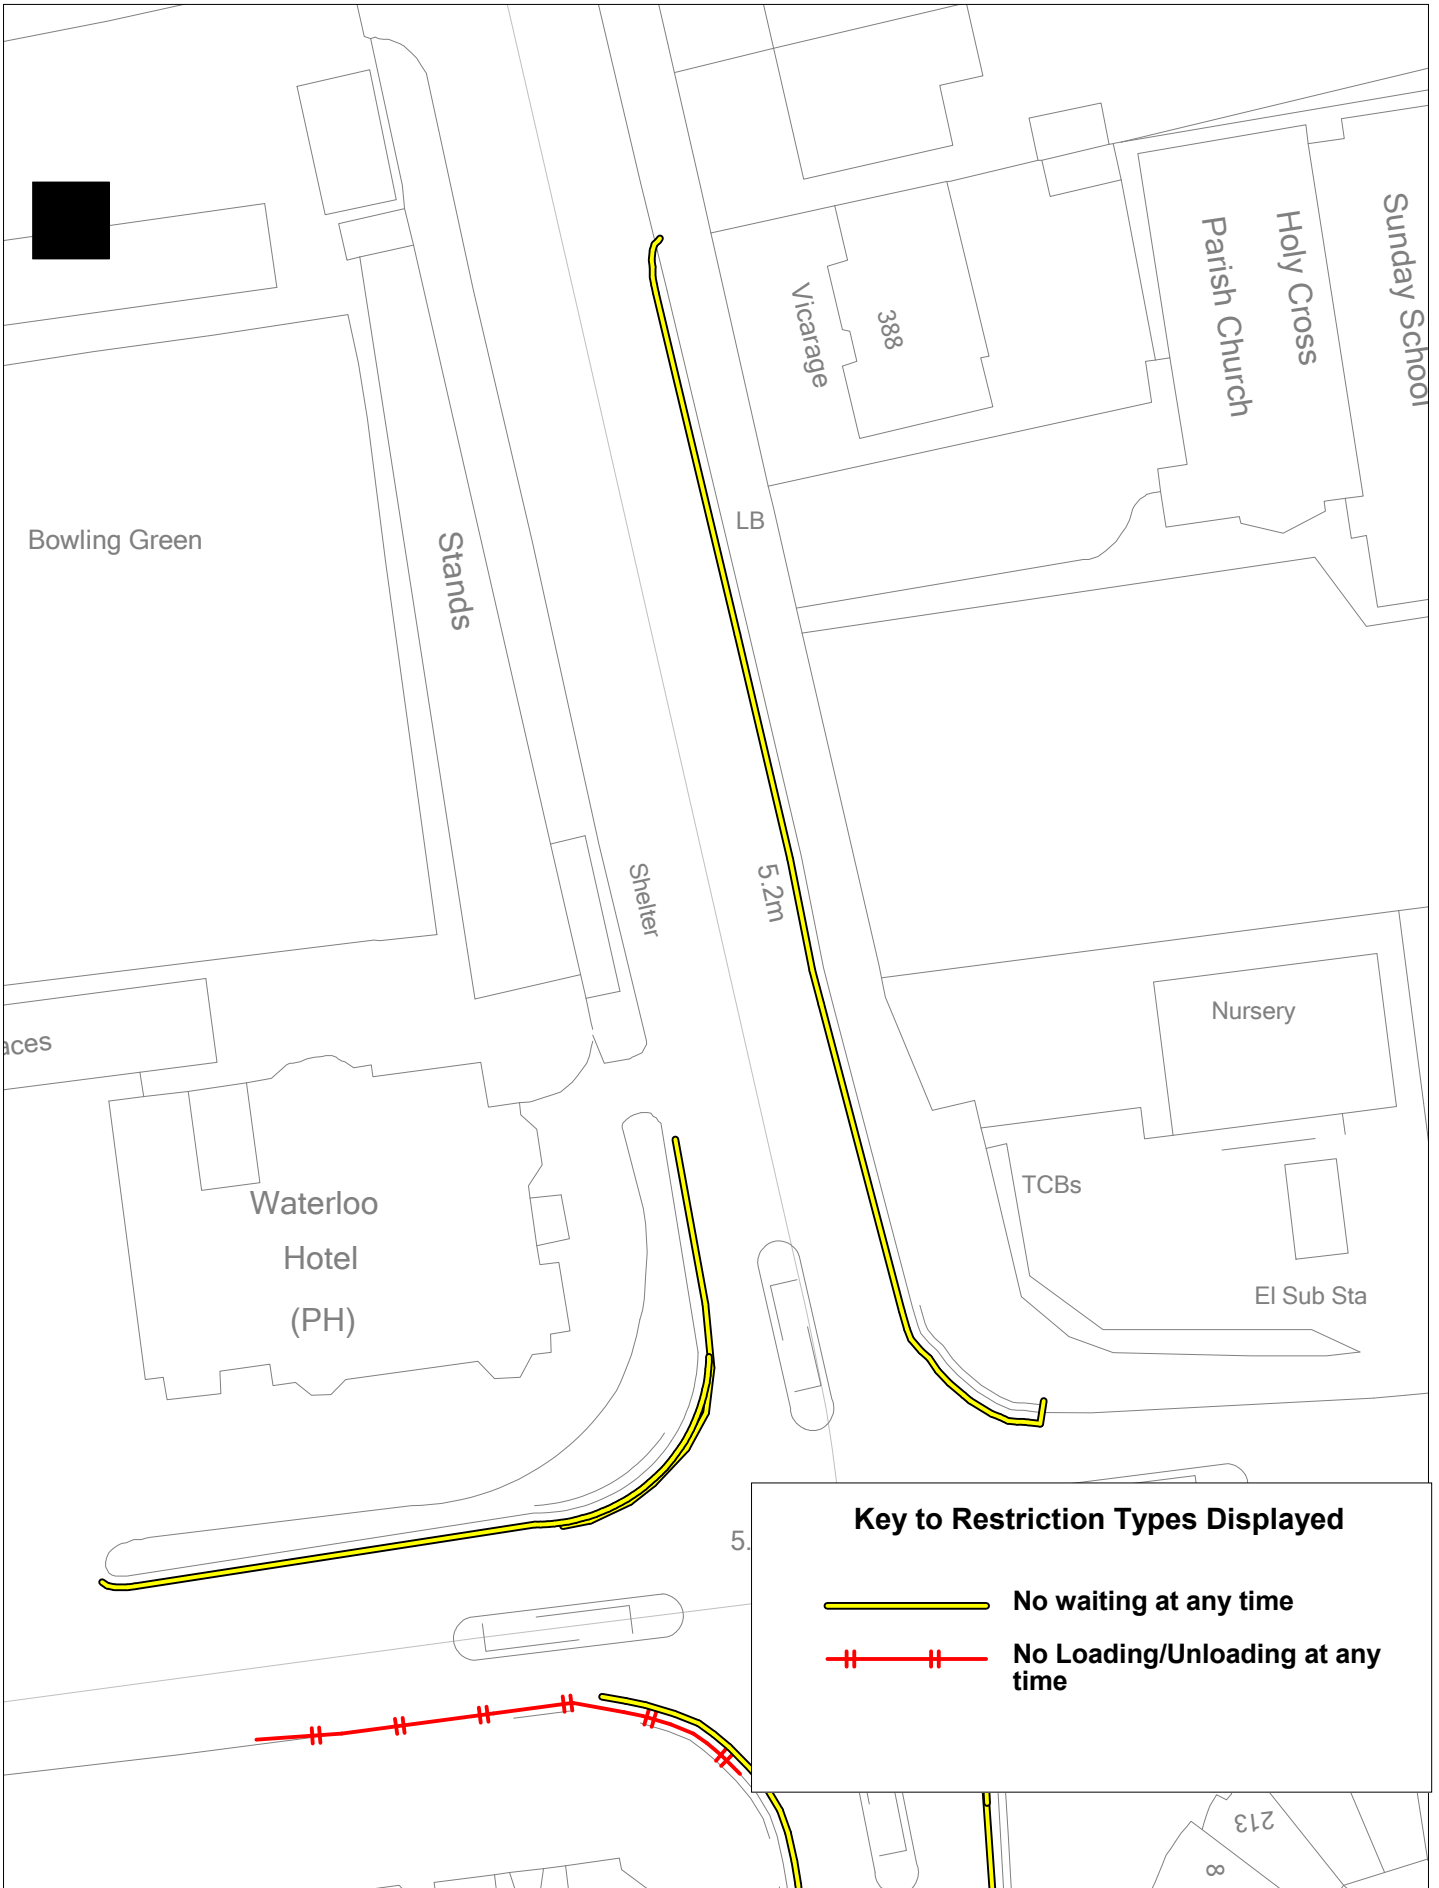 Sunday School
Holy Cross
Parish Church
Vicarage
388
LB
Bowling Green
Stands
Shelter
5.2m
Nursery
aces
TCBs
Waterloo
Hotel
(PH)
El Sub Sta
5.
Key to Restriction Types Displayed
No waiting at any time
No Loading/Unloading at any
time
213
8